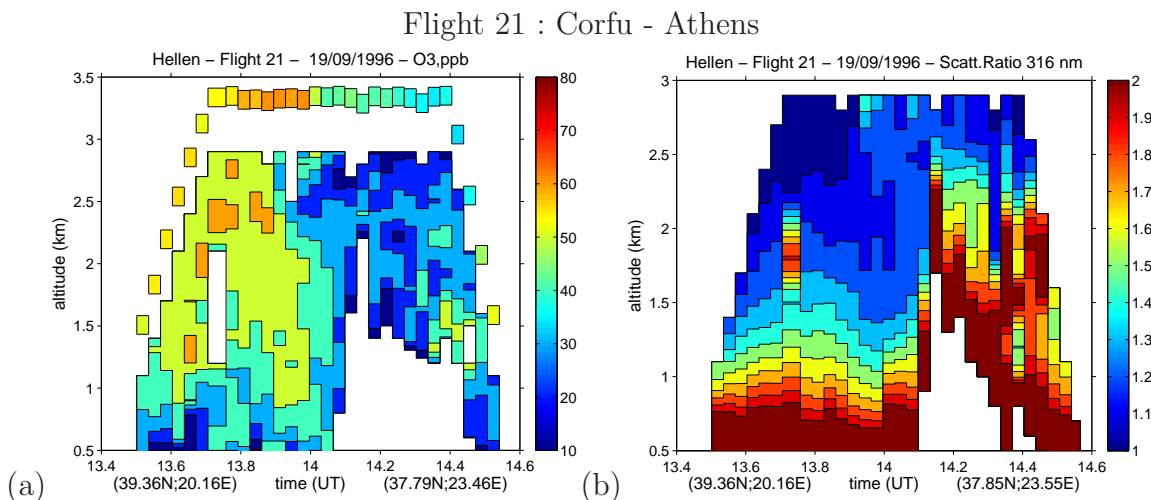 Flight 21 : Corfu - Athens
Hellen – Flight 21 – 19/09/1996 – O3,ppb
3.5
3
2.5
2
1.5
1
0.5
altitude (km)
13.4 13.6 13.8 14 14.2 14.4 14.6
(39.36N;20.16E) time (UT) (37.79N;23.46E)
80
70
60
50
40
30
20
10
(a)
Hellen – Flight 21 – 19/09/1996 – Scatt.Ratio 316 nm
3
2.5
2
1.5
1
0.5
altitude (km)
13.4 13.6 13.8 14 14.2 14.4 14.6
(39.36N;20.16E) time (UT) (37.85N;23.55E)
2
1.9
1.8
1.7
1.6
1.5
1.4
1.3
1.2
1.1
1
(b)